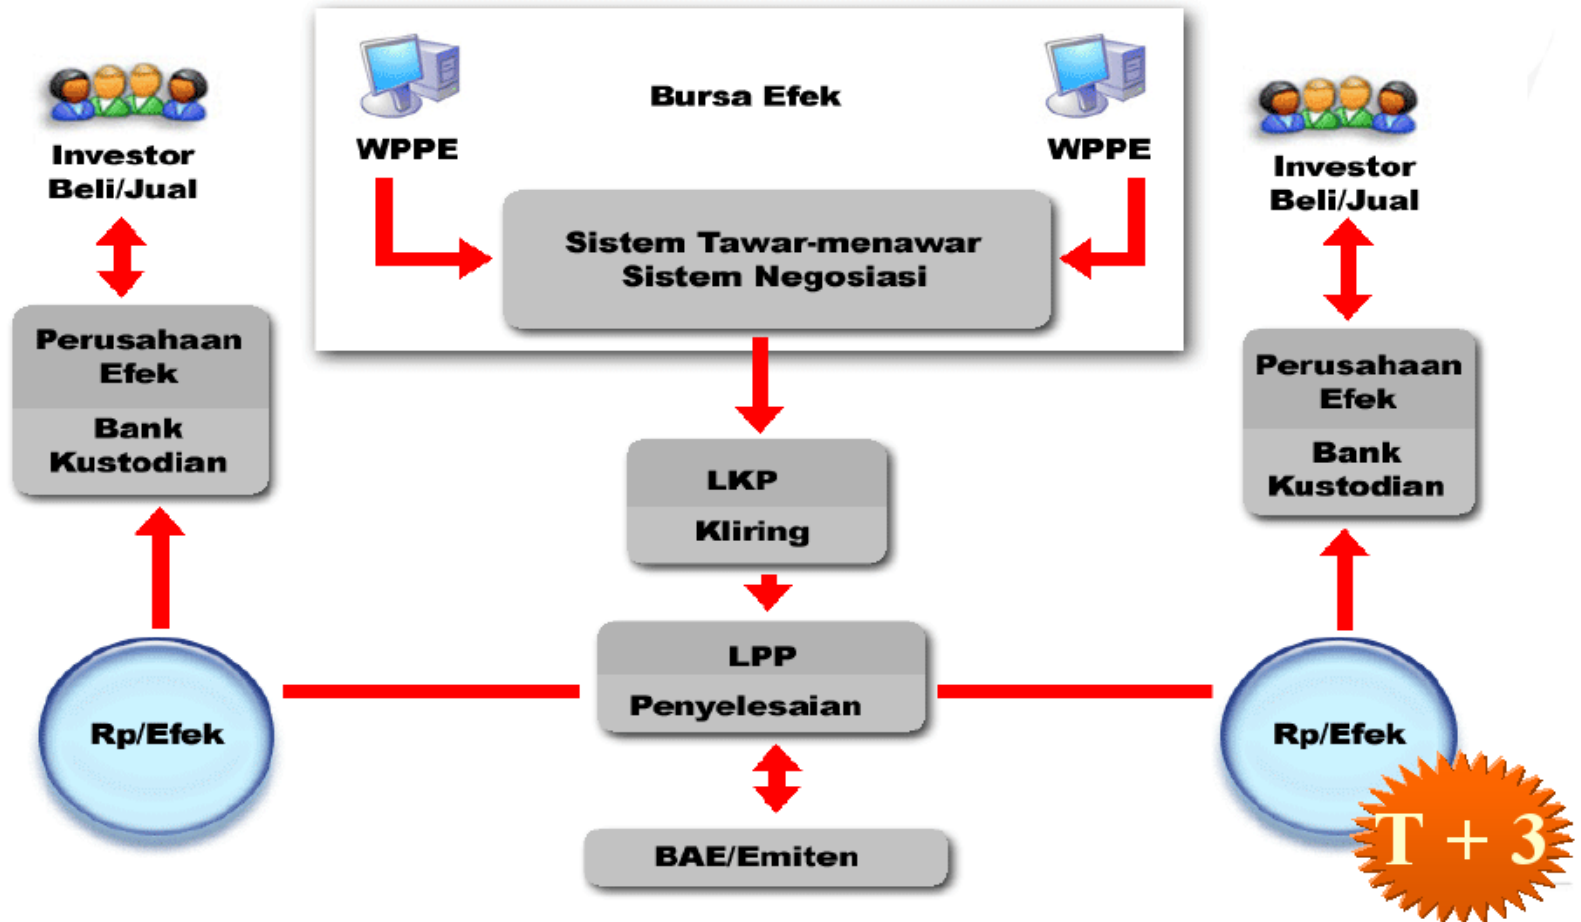 Bursa Efek
WPPE
WPPE
Investor
Beli/Jual
Investor
Beli/Jual
Sistem Tawar-menawar
Sistem Negosiasi
Perusahaan
Efek
Bank
Kustodian
Perusahaan
Efek
Bank
Kustodian
LKP
Kliring
LPP
Penyelesaian
Rp/Efek
Rp/Efek
T + 3
BAE/Emiten